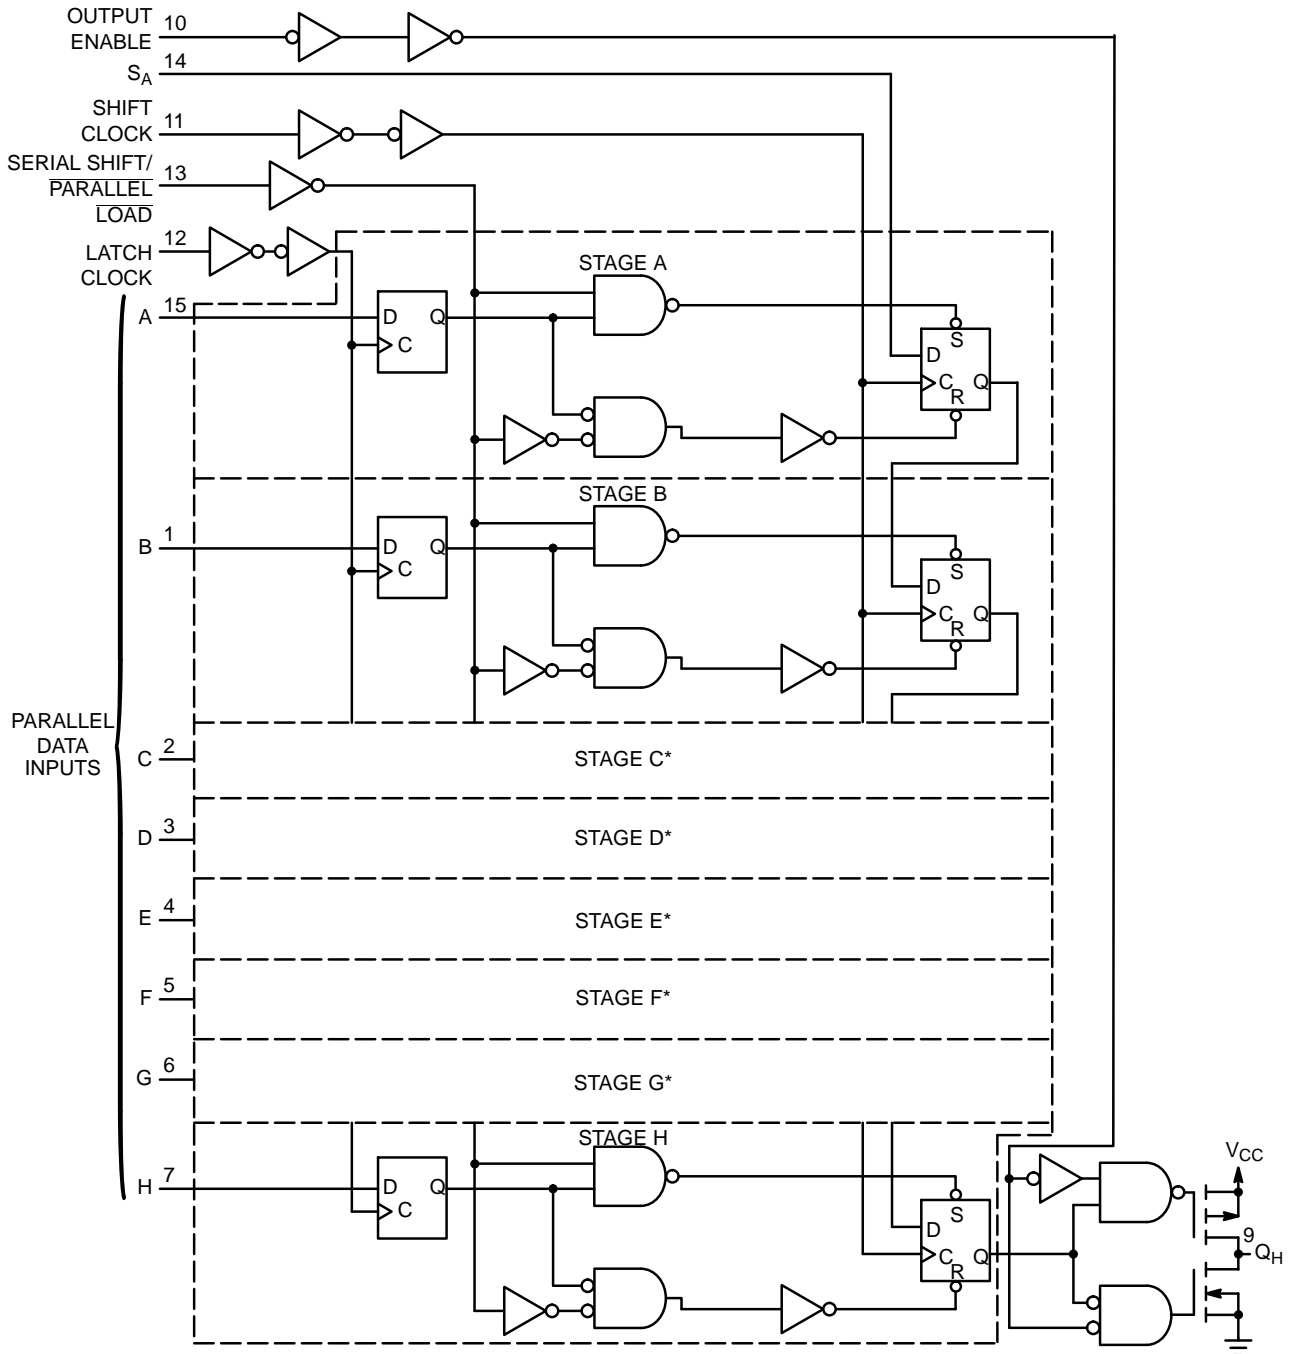 OUTPUT
ENABLE
10
SA
14
SHIFT
CLOCK
11
SERIAL SHIFT/
PARALLEL
LOAD
13
LATCH
CLOCK
12
STAGE A
A
15
D
Q
C
S
D
C
Q
R
STAGE B
B
1
D
Q
C
S
D
C
Q
R
PARALLEL
DATA
INPUTS
C
2
STAGE C*
D
3
STAGE D*
E
4
STAGE E*
F
5
STAGE F*
G
6
STAGE G*
STAGE H
H
7
D
Q
C
S
D
C
Q
R
VCC
9
QH